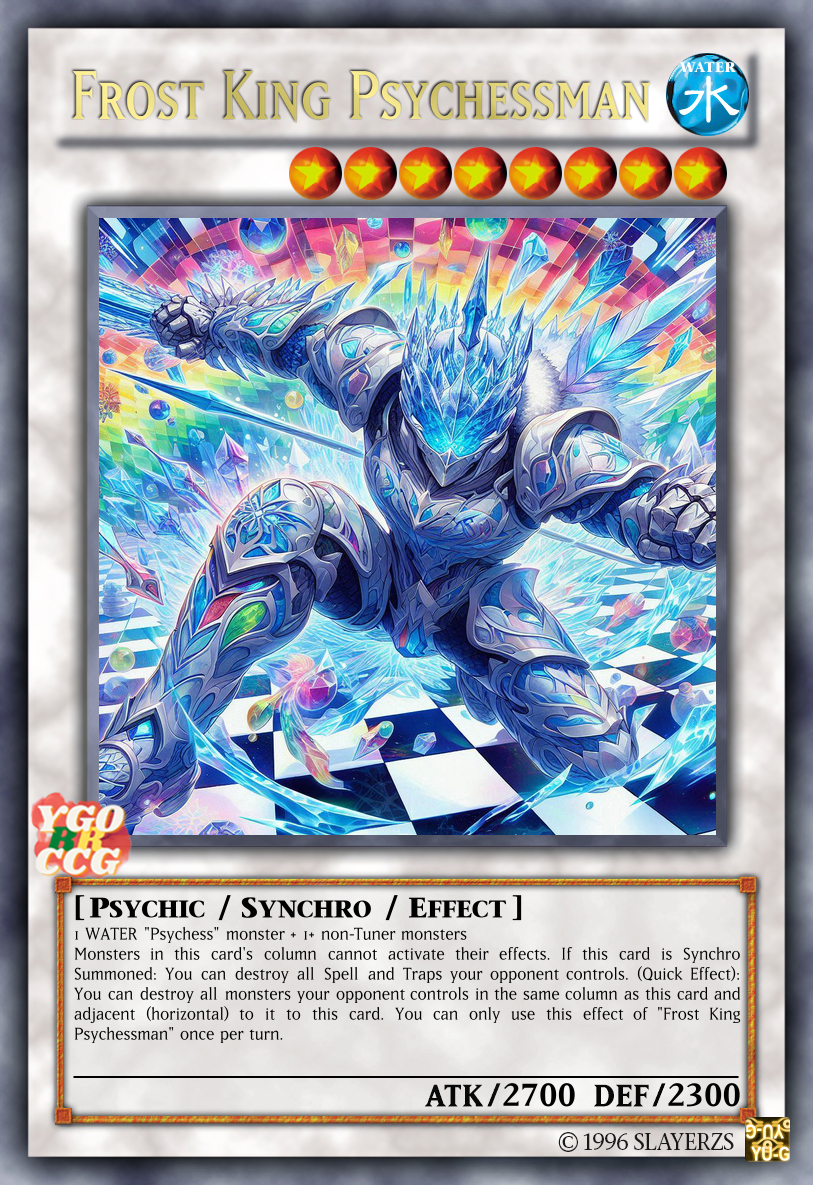 FROST KING PSYCHESSMAN
WATER
水
YGO
BR
CCG
[ PSYCHIC / SYNCHRO / EFFECT ]
1 WATER "Psychess" monster + 1+ non-Tuner monsters
Monsters in this card's column cannot activate their effects. If this card is Synchro
Summoned: You can destroy all Spell and Traps your opponent controls. (Quick Effect):
You can destroy all monsters your opponent controls in the same column as this card and
adjacent (horizontal) to it to this card. You can only use this effect of "Frost King
Psychessman" once per turn.
ATK/2700 DEF/2300
© 1996 SLAYERZS